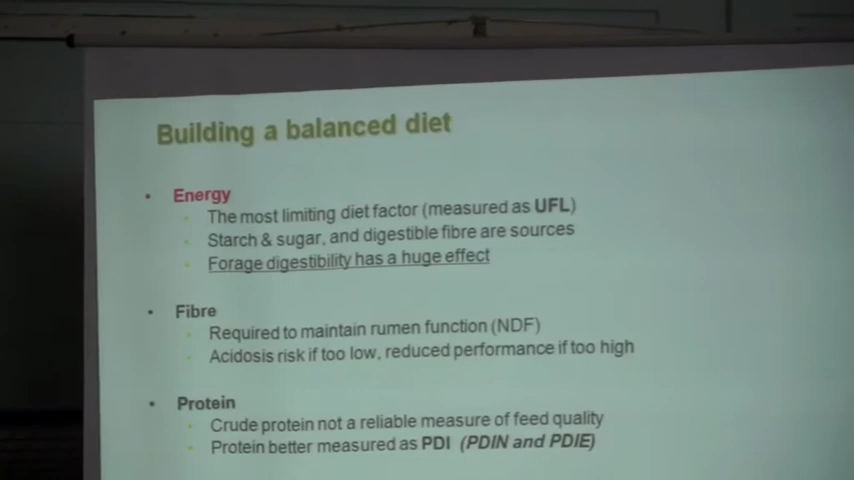 Building a balanced diet
• Energy
• The most limiting diet factor (measured as UFL)
• Starch & sugar, and digestible fibre are sources
• Forage digestibility has a huge effect
• Fibre
• Required to maintain rumen function (NDF)
• Acidosis risk if too low, reduced performance if too high
• Protein
• Crude protein not a reliable measure of feed quality
• Protein better measured as PDI (PDIN and PDIE)